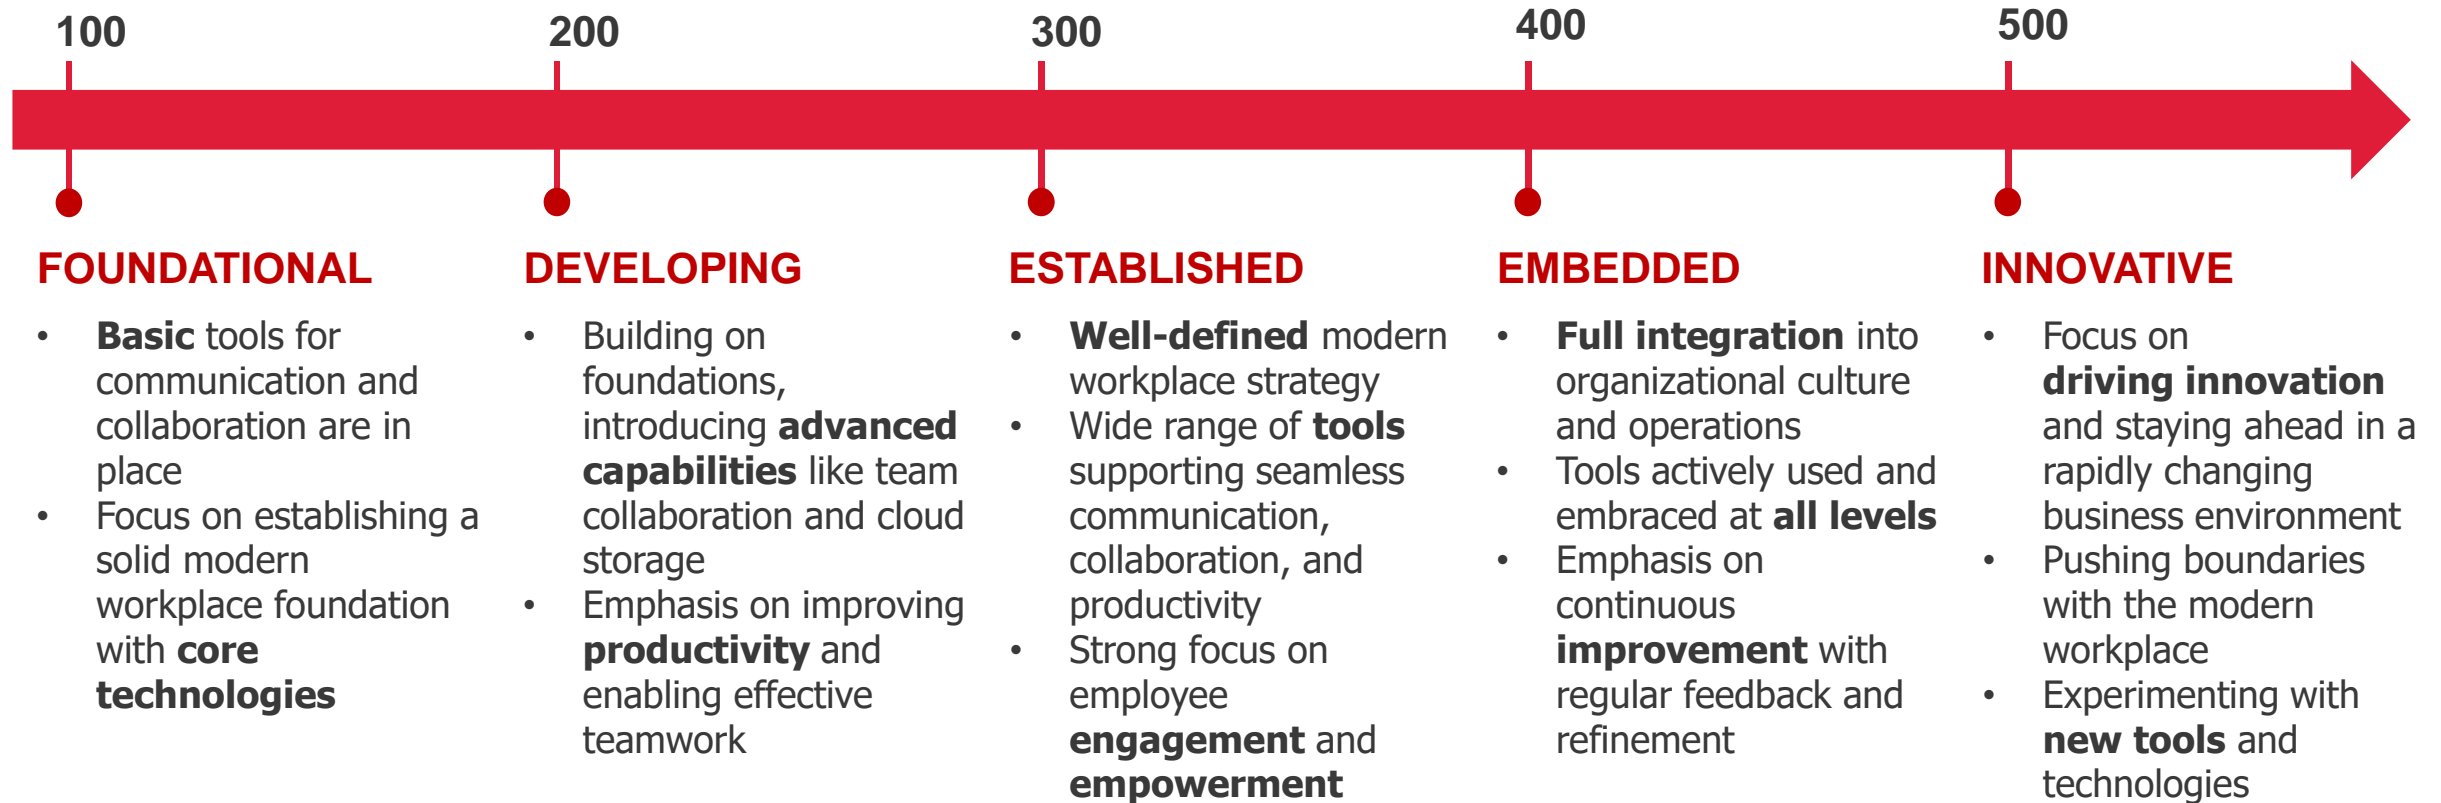 100
200
300
400
500
FOUNDATIONAL
• Basic tools for
communication and
collaboration are in
place
• Focus on establishing a
solid modern
workplace foundation
with core
technologies
DEVELOPING
• Building on
foundations,
introducing advanced
capabilities like team
collaboration and cloud
storage
• Emphasis on improving
productivity and
enabling effective
teamwork
ESTABLISHED
• Well-defined modern
workplace strategy
• Wide range of tools
supporting seamless
communication,
collaboration, and
productivity
• Strong focus on
employee
engagement and
empowerment
EMBEDDED
• Full integration into
organizational culture
and operations
• Tools actively used and
embraced at all levels
• Emphasis on
continuous
improvement with
regular feedback and
refinement
INNOVATIVE
• Focus on
driving innovation
and staying ahead in a
rapidly changing
business environment
• Pushing boundaries
with the modern
workplace
• Experimenting with
new tools and
technologies